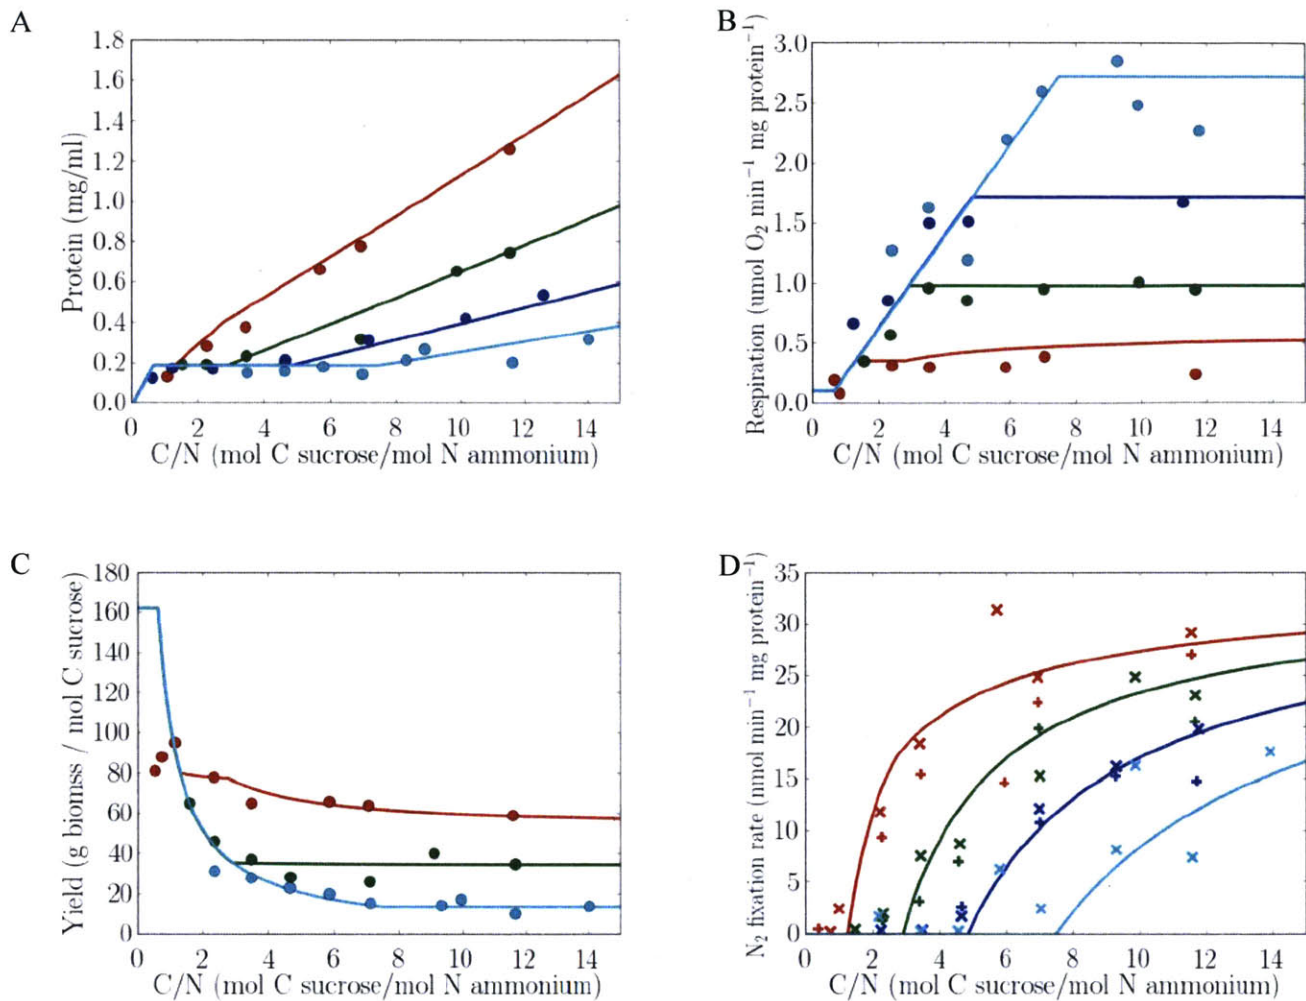 A
1.8
1.6
1.4
1.2
1.0
0.8
0.6
0.4
0.2
0.0
Protein (mg/ml)
0 2 4 6 8 10 12 14
C/N (mol C sucrose/mol N ammonium)
B
3.0
2.5
2.0
1.5
1.0
0.5
0.0
Respiration (umol O₂ min⁻¹ mg protein⁻¹)
0 2 4 6 8 10 12 14
C/N (mol C sucrose/mol N ammonium)
C
180
160
140
120
100
80
60
40
20
0
Yield (g biomss / mol C sucrose)
0 2 4 6 8 10 12 14
C/N (mol C sucrose/mol N ammonium)
D
35
30
25
20
15
10
5
0
N₂ fixation rate (nmol min⁻¹ mg protein⁻¹)
0 2 4 6 8 10 12 14
C/N (mol C sucrose/mol N ammonium)